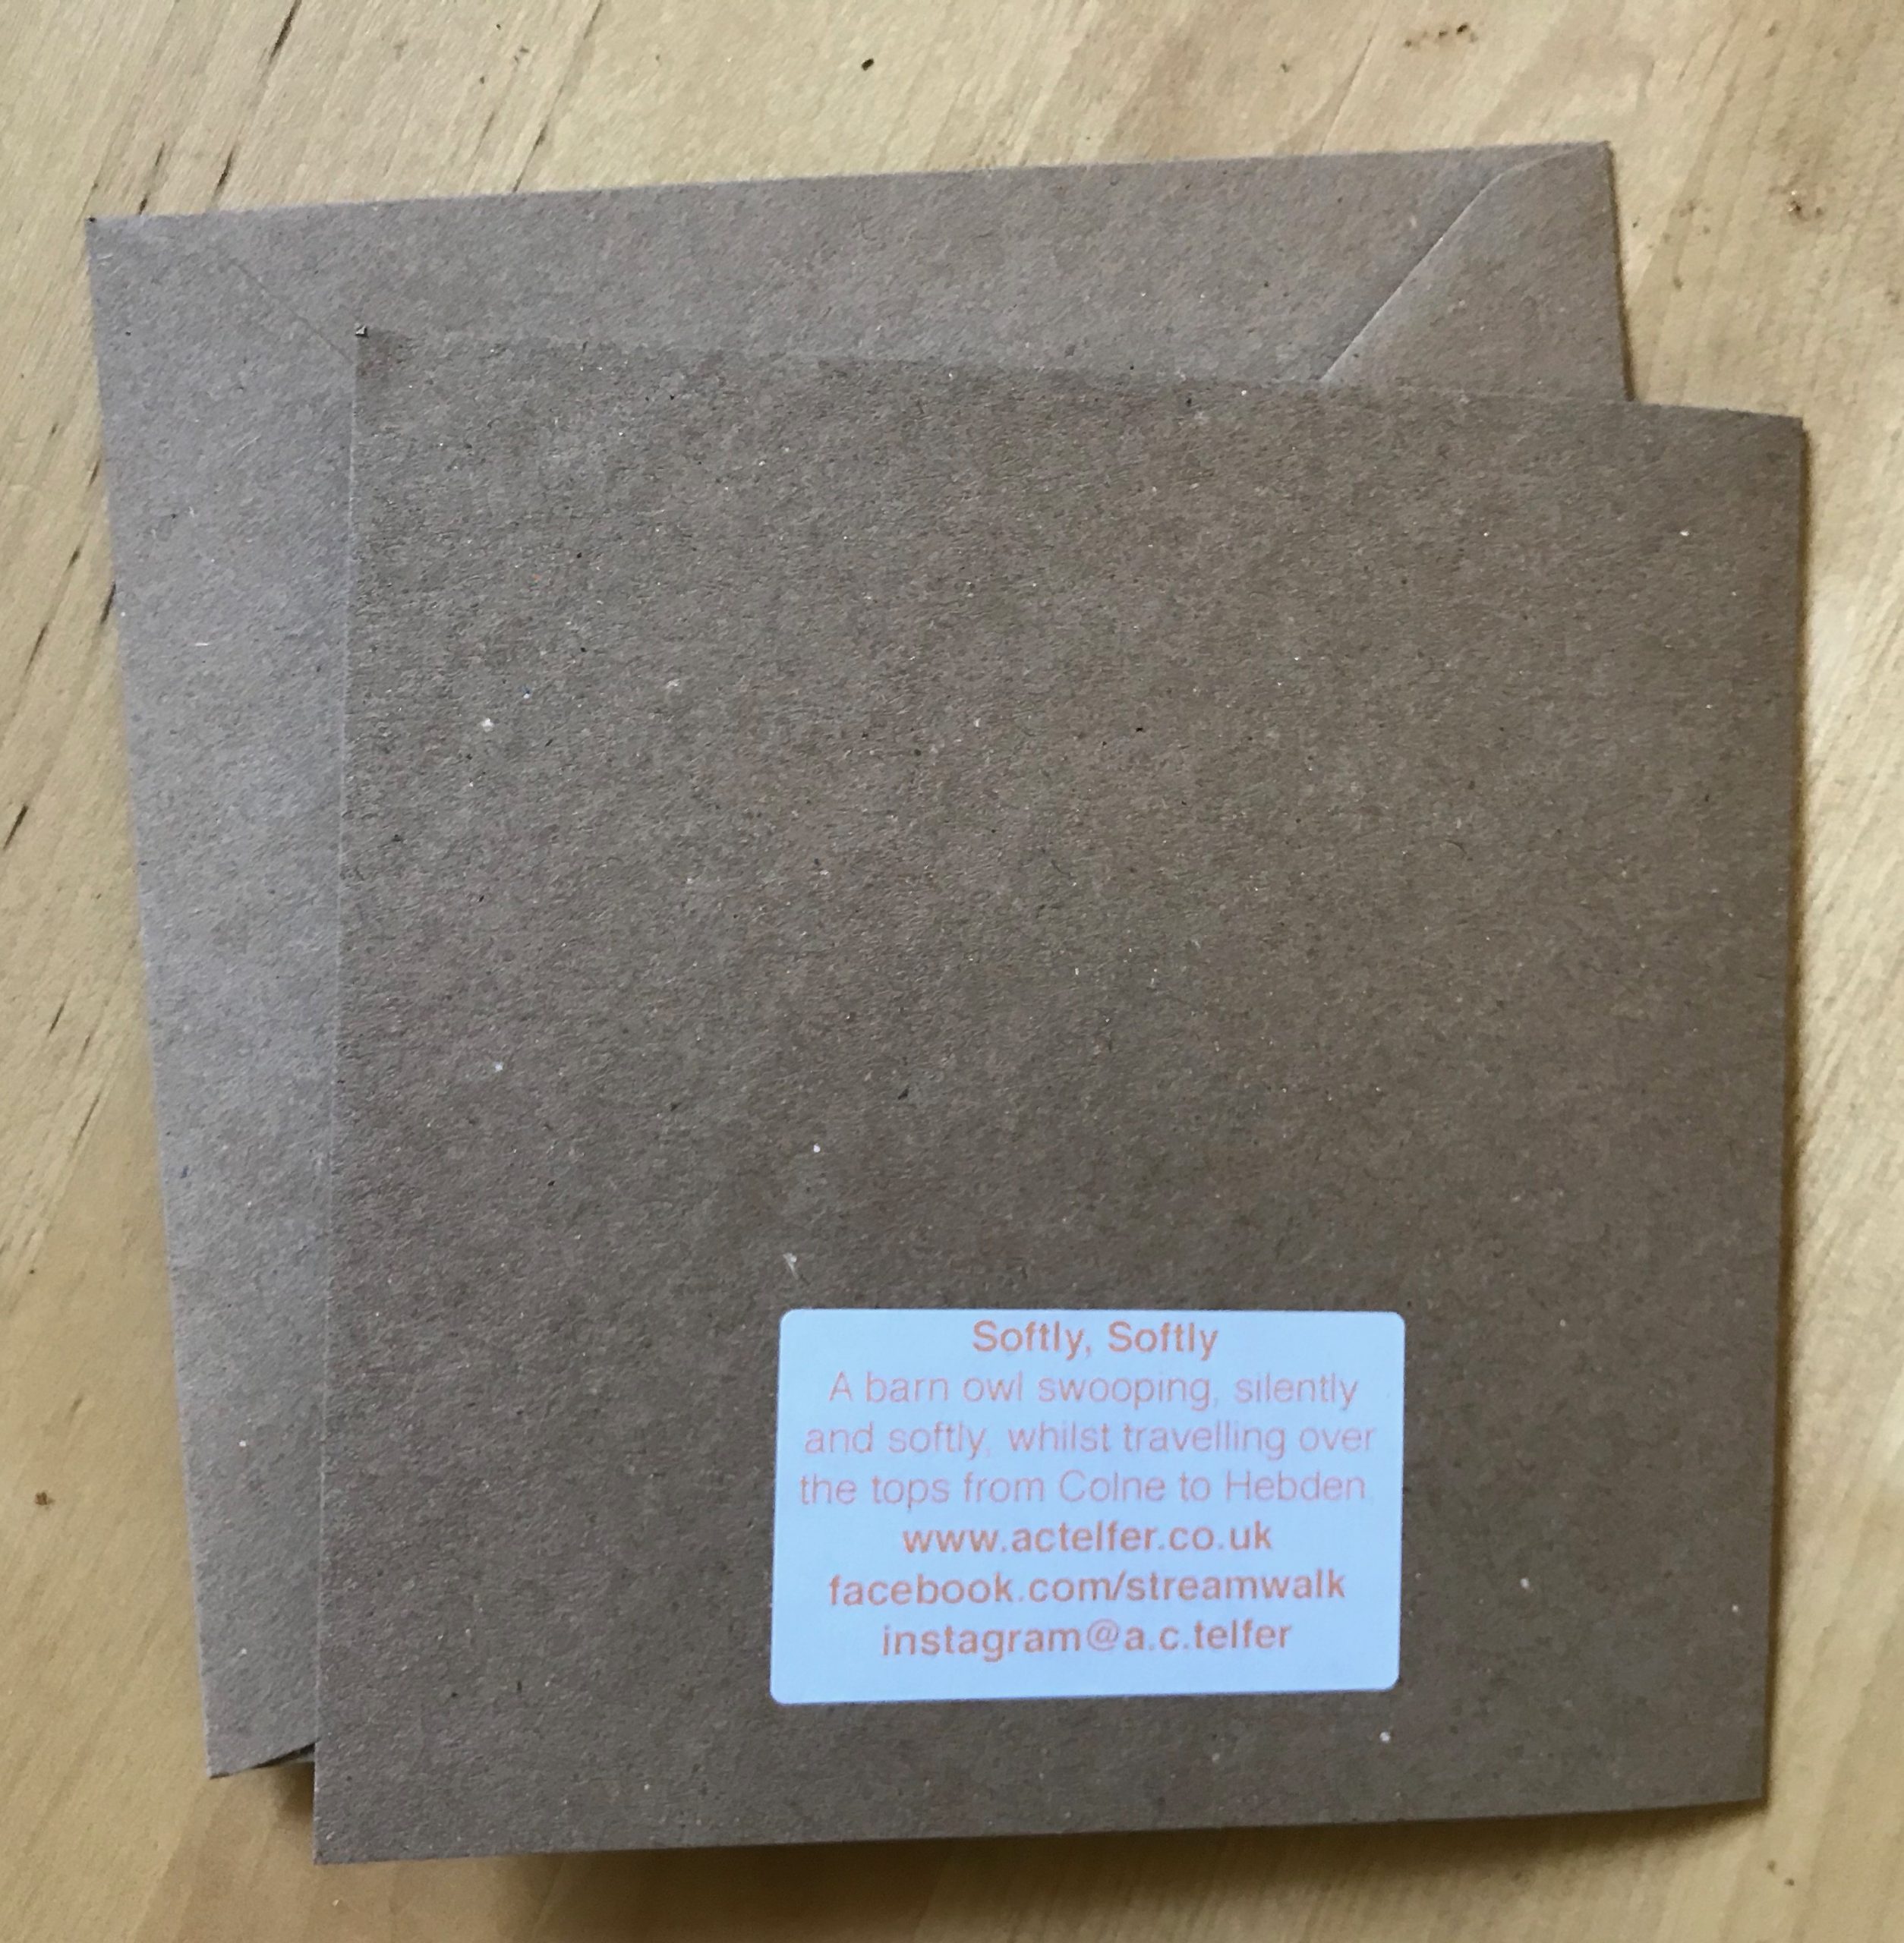 Softly, Softly
A barn owl swooping, silently
and softly, whilst travelling over
the tops from Colne to Hebden.
www.actelfer.co.uk
facebook.com/streamwalk
instagram@a.c.telfer